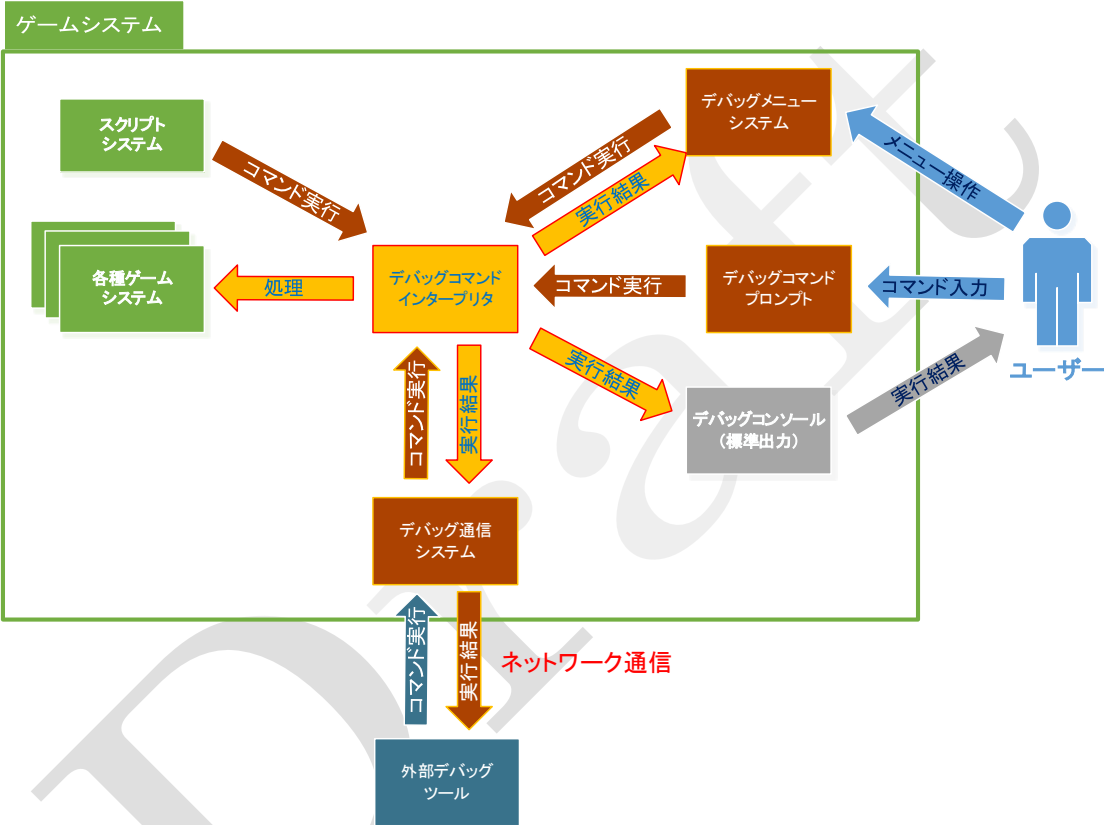 ゲームシステム
スクリプト
システム
コマンド実行
各種ゲーム
システム
処理
デバッグコマンド
インタープリタ
デバッグメニュー
システム
コマンド実行
実行結果
メニュー操作
デバッグコマンド
プロンプト
コマンド実行
コマンド入力
ユーザー
実行結果
デバッグコンソール
（標準出力）
実行結果
コマンド実行
実行結果
デバッグ通信
システム
コマンド実行
実行結果
ネットワーク通信
外部デバッグ
ツール
Draft